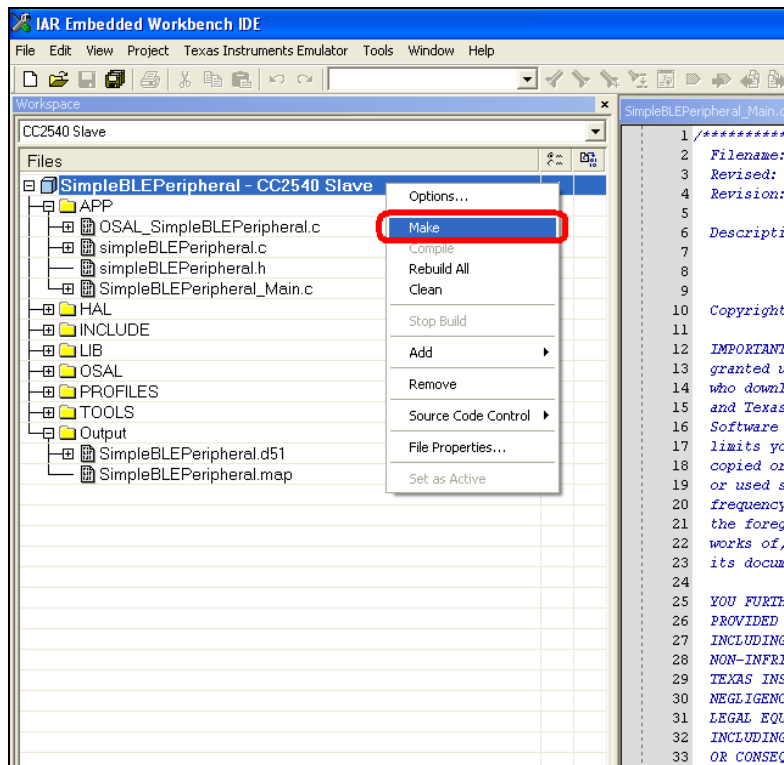 IAR Embedded Workbench IDE
File Edit View Project Texas Instruments Emulator Tools Window Help
Workspace
CC2540 Slave
Files
SimpleBLEPeripheral - CC2540 Slave
APP
OSAL_SimpleBLEPeripheral.c
simpleBLEPeripheral.c
simpleBLEPeripheral.h
SimpleBLEPeripheral_Main.c
HAL
INCLUDE
LIB
OSAL
PROFILES
TOOLS
Output
SimpleBLEPeripheral.d51
SimpleBLEPeripheral.map
Options...
Make
Compile
Rebuild All
Clean
Stop Build
Add
Remove
Source Code Control
File Properties...
Set as Active
SimpleBLEPeripheral_Main.c
1 /**********
2 Filename:
3 Revised:
4 Revision:
5
6 Descripti
7
8
9
10 Copyright
11
12 IMPORTANT
13 granted u
14 who downl
15 and Texas
16 Software
17 limits yo
18 copied or
19 or used s
20 frequency
21 the foreg
22 works of,
23 its docum
24
25 YOU FURTH
26 PROVIDED
27 INCLUDING
28 NON-INFRI
29 TEXAS INS
30 NEGLIGENC
31 LEGAL EQU
32 INCLUDING
33 OR CONSEQ